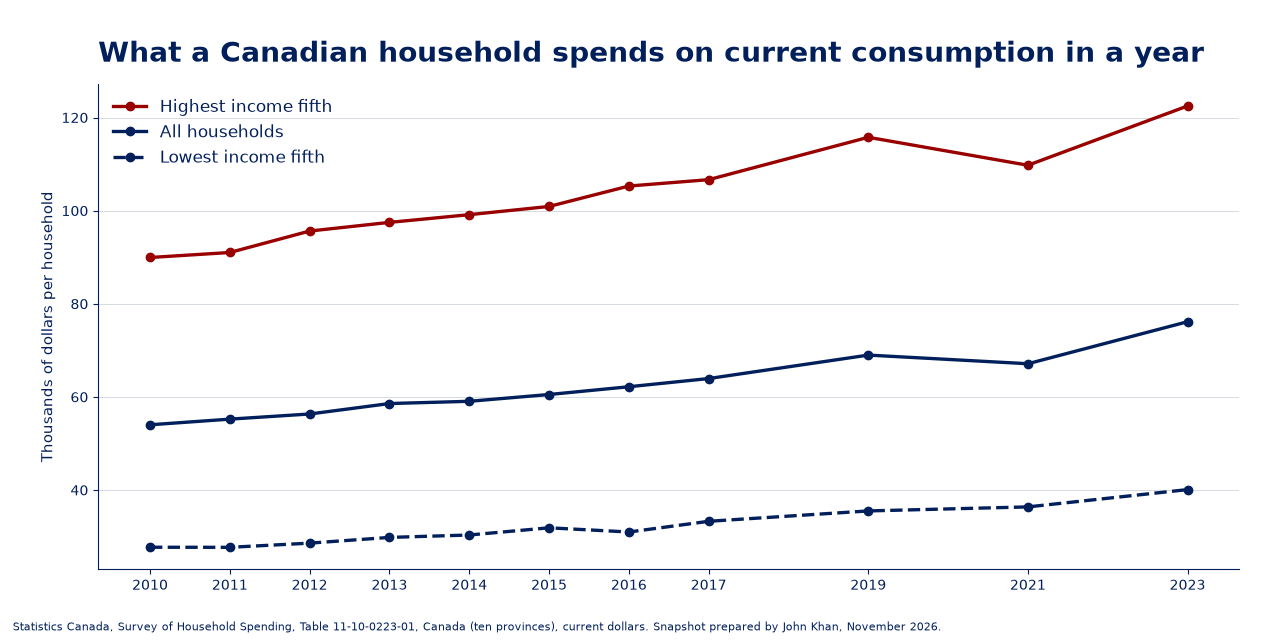 What a Canadian household spends on current consumption in a year
Highest income fifth
All households
Lowest income fifth
Thousands of dollars per household
120
100
80
60
40
2010 2011 2012 2013 2014 2015 2016 2017 2019 2021 2023
Statistics Canada, Survey of Household Spending, Table 11-10-0223-01, Canada (ten provinces), current dollars. Snapshot prepared by John Khan, November 2026.